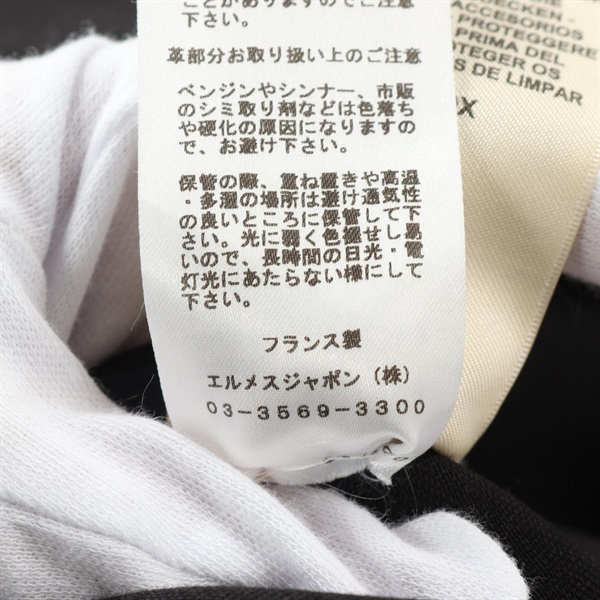 ことがありますのでご注意
下さい。
革部分お取り扱い上のご注意
ベンジンやシンナー、市販
のシミ取り剤などは色落ち
や硬化の原因になりますの
で、お避け下さい。
保管の際、重ね置きや高温
・多湿の場所は避け通気性
の良いところに保管して下
さい。光に弱く色褪せし易
いので、長時間の日光・電
灯光にあたらない様にして
下さい。
フランス製
エルメスジャポン（株）
03-3569-3300
DECKEN -
ACCESORIOS
PROTEGGERE
PRIMA DEL
TEGER OS
S DE LIMPAR